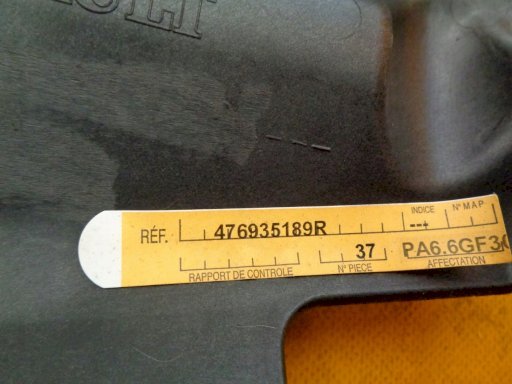 RÉF. 476935189R
INDICE
---
N° MAP
37
PA6.6GF3
RAPPORT DE CONTROLE
N° PIECE
AFFECTATION